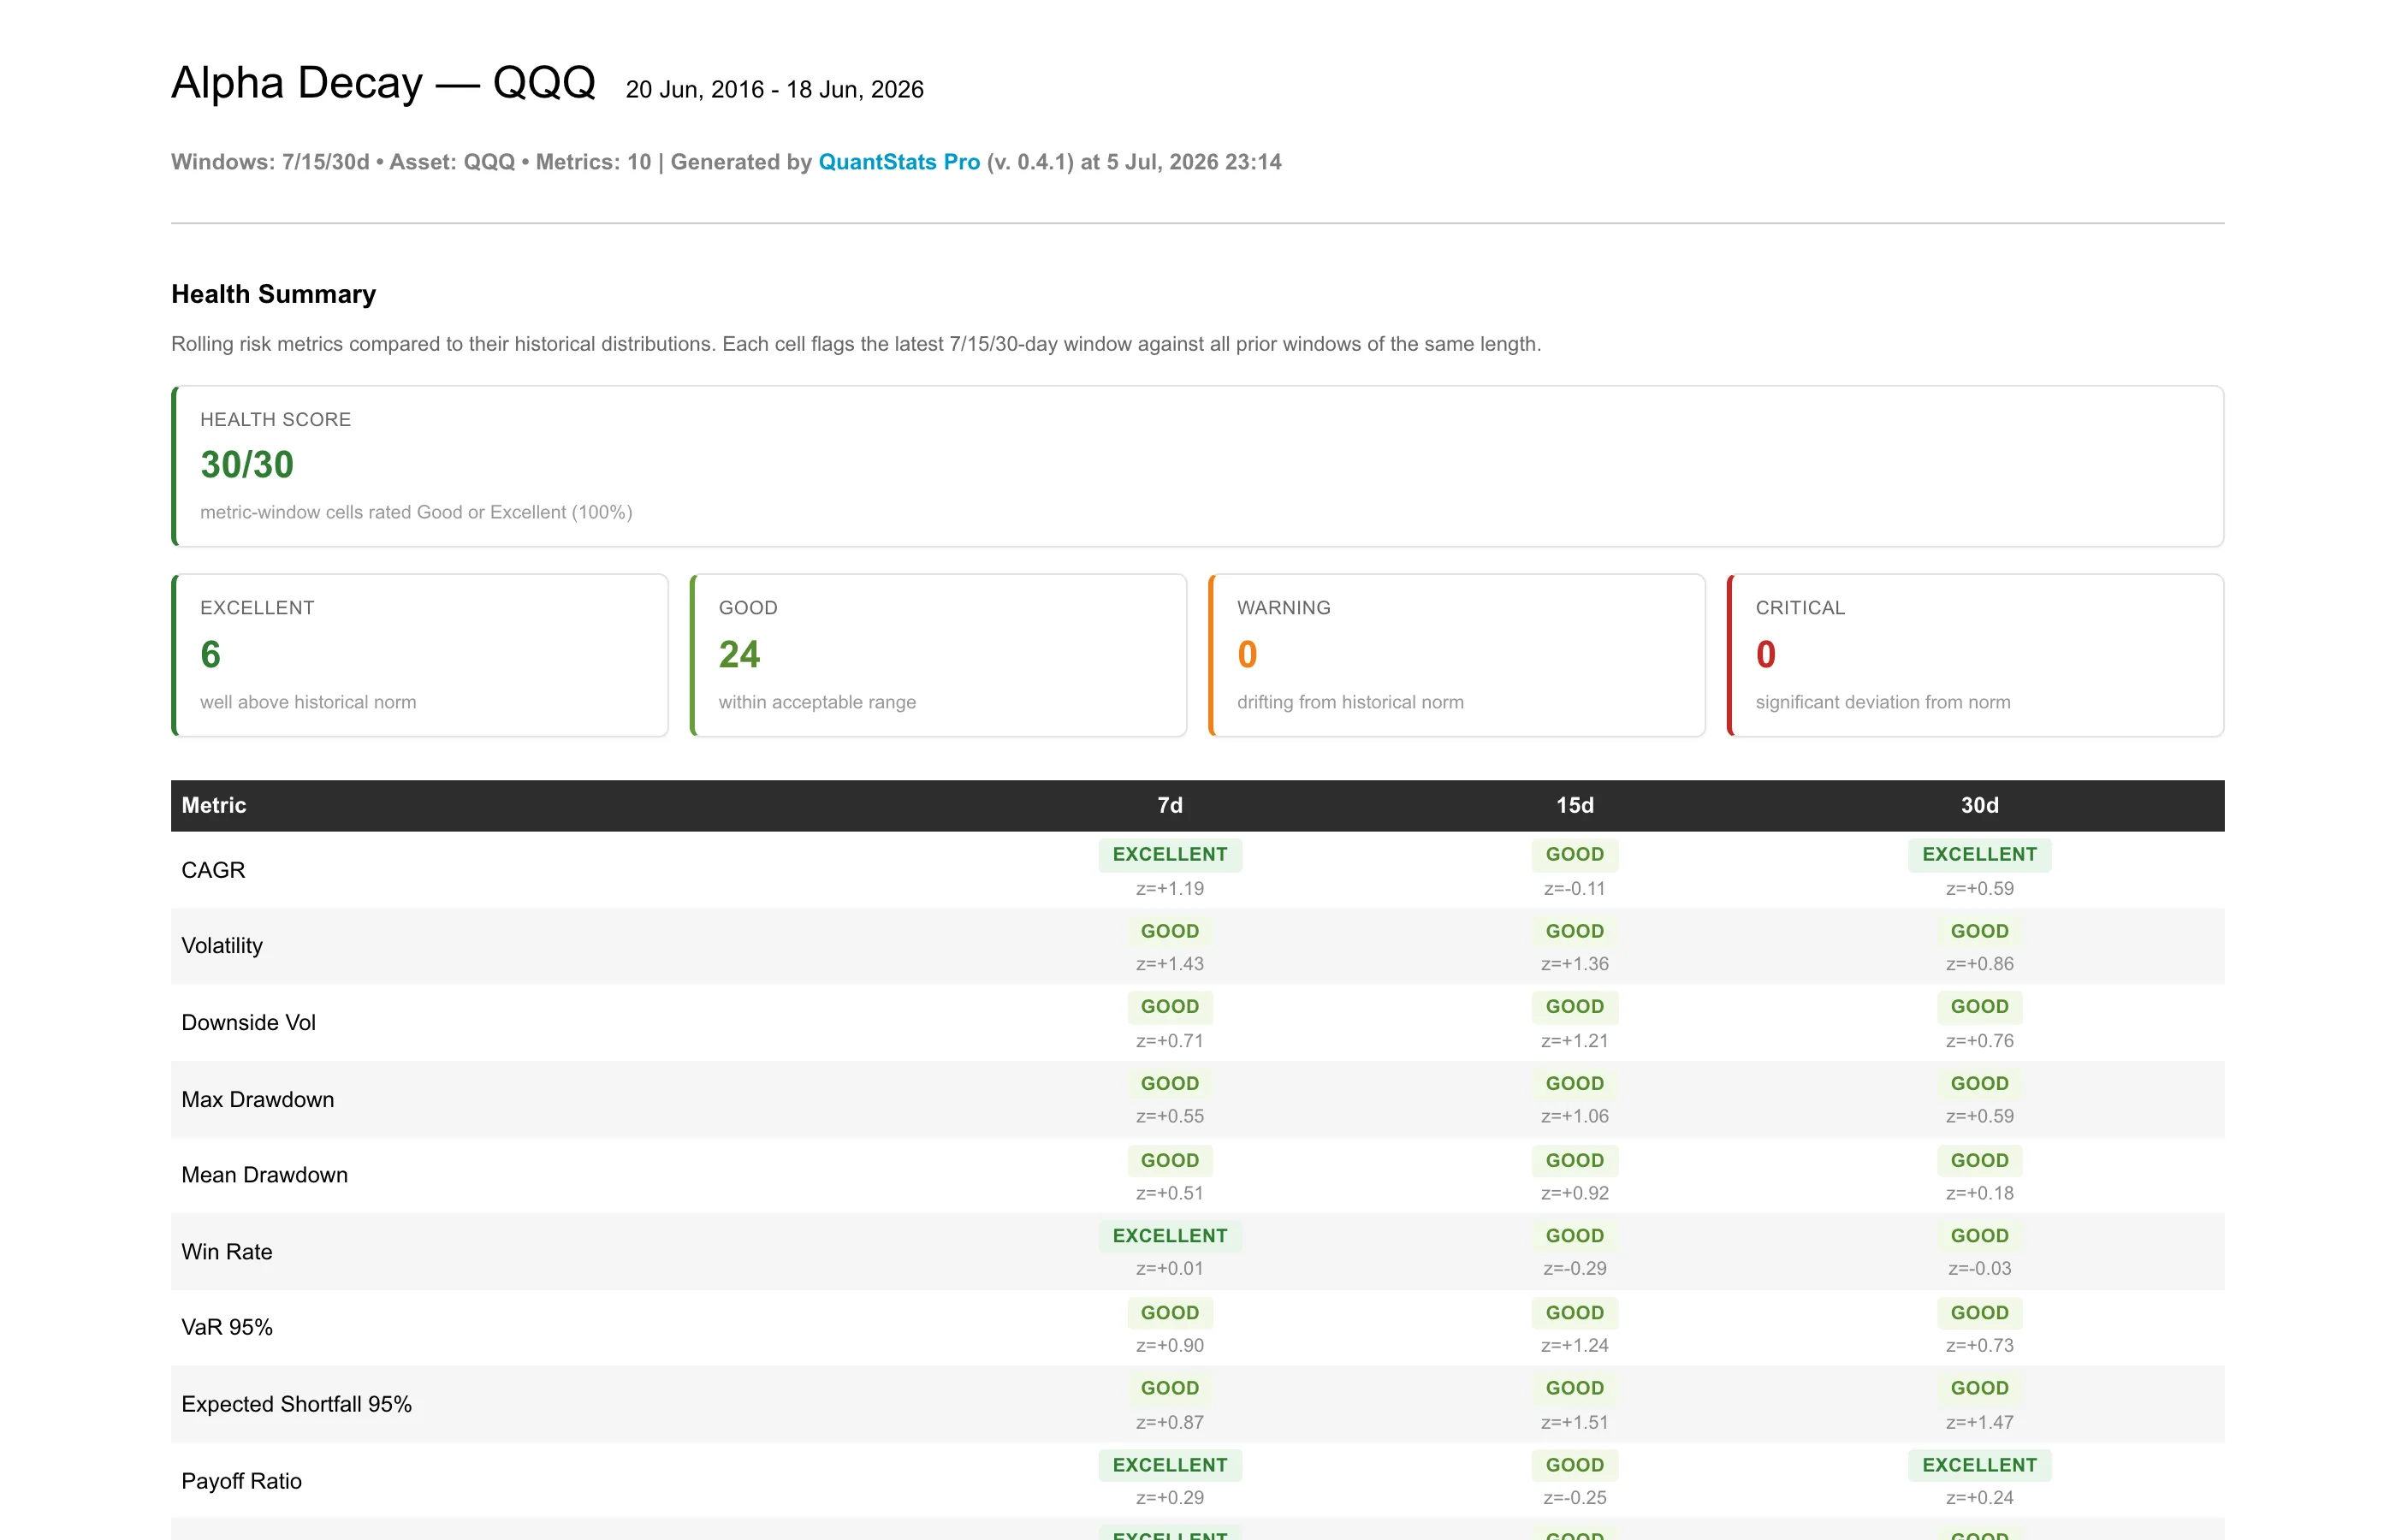 Alpha Decay — QQQ 20 Jun, 2016 - 18 Jun, 2026
Windows: 7/15/30d • Asset: QQQ • Metrics: 10 | Generated by QuantStats Pro (v. 0.4.1) at 5 Jul, 2026 23:14
Health Summary
Rolling risk metrics compared to their historical distributions. Each cell flags the latest 7/15/30-day window against all prior windows of the same length.
HEALTH SCORE
30/30
metric-window cells rated Good or Excellent (100%)
EXCELLENT
6
well above historical norm
GOOD
24
within acceptable range
WARNING
0
drifting from historical norm
CRITICAL
0
significant deviation from norm
Metric 7d 15d 30d
CAGR
EXCELLENT GOOD EXCELLENT
z=+1.19 z=-0.11 z=+0.59
Volatility
GOOD GOOD GOOD
z=+1.43 z=+1.36 z=+0.86
Downside Vol
GOOD GOOD GOOD
z=+0.71 z=+1.21 z=+0.76
Max Drawdown
GOOD GOOD GOOD
z=+0.55 z=+1.06 z=+0.59
Mean Drawdown
GOOD GOOD GOOD
z=+0.51 z=+0.92 z=+0.18
Win Rate
EXCELLENT GOOD GOOD
z=+0.01 z=-0.29 z=-0.03
VaR 95%
GOOD GOOD GOOD
z=+0.90 z=+1.24 z=+0.73
Expected Shortfall 95%
GOOD GOOD GOOD
z=+0.87 z=+1.51 z=+1.47
Payoff Ratio
EXCELLENT GOOD EXCELLENT
z=+0.29 z=-0.25 z=+0.24
EXCELLENT GOOD GOOD